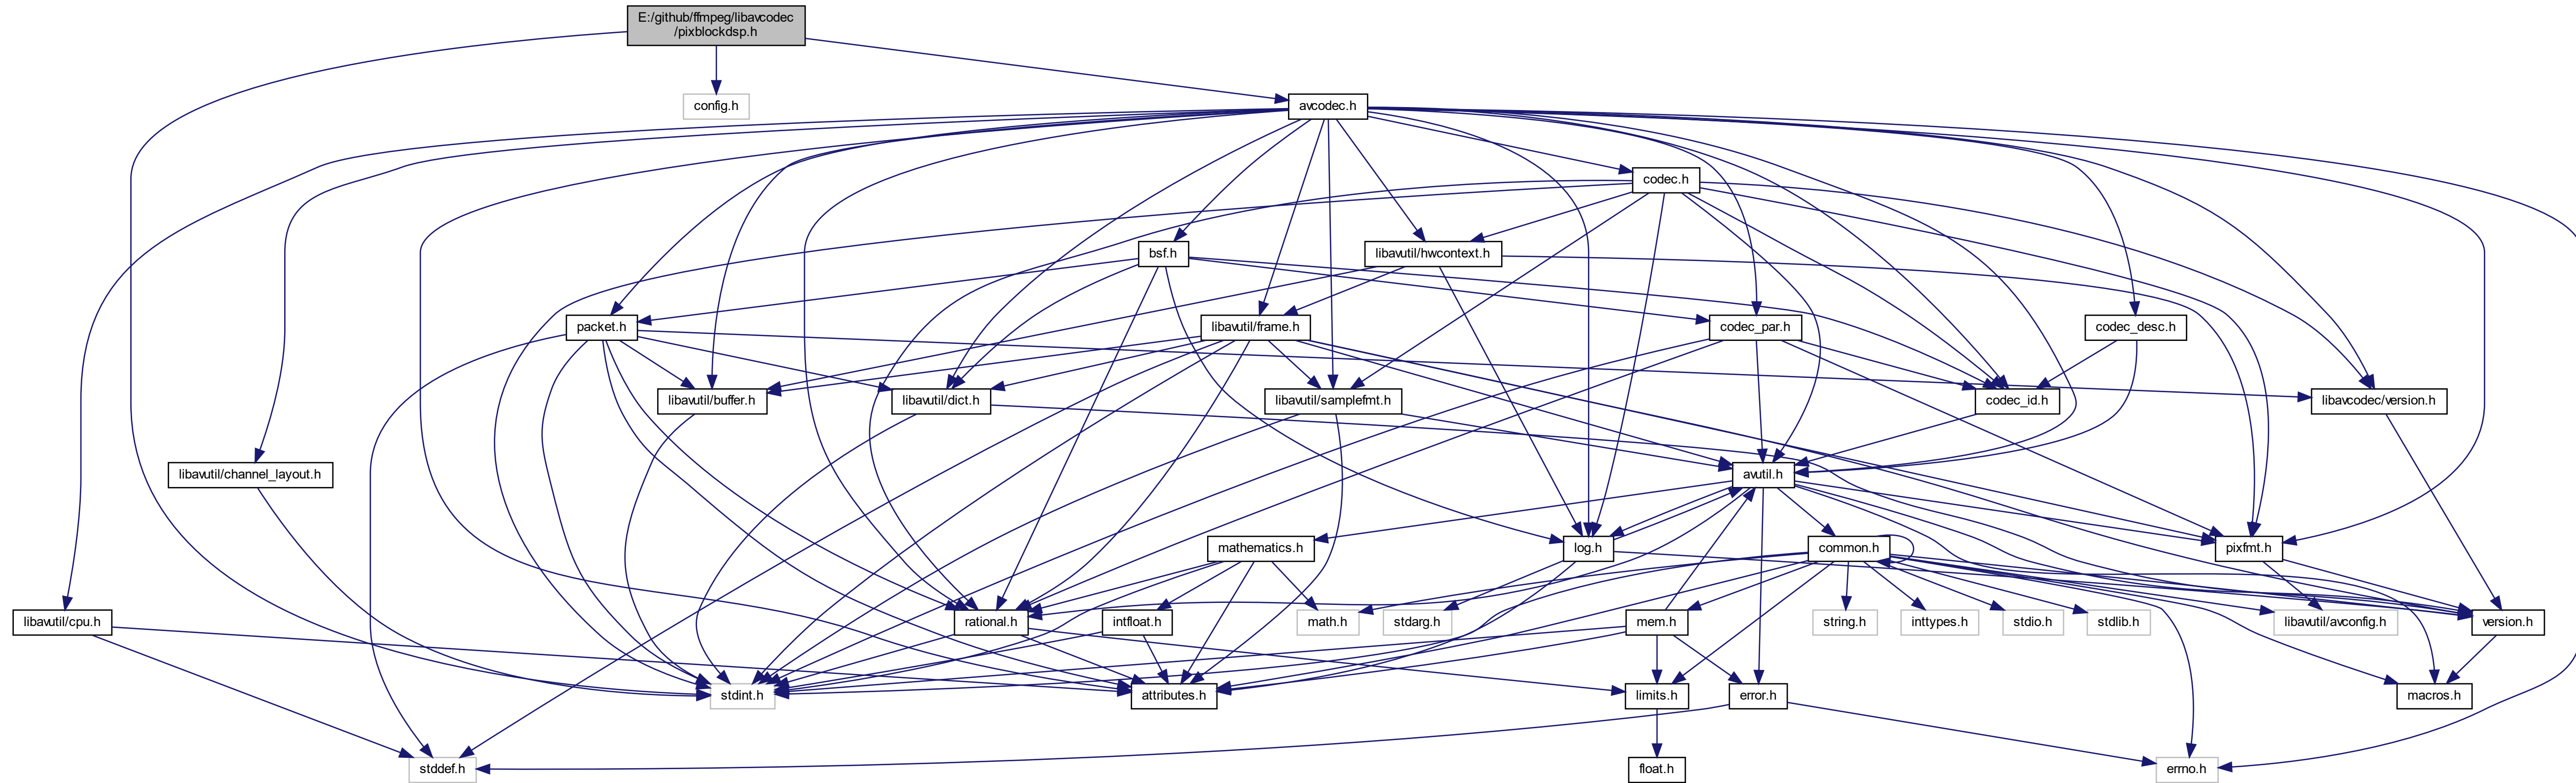 E:/github/ffmpeg/libavcodec
/pixblockdsp.h
config.h
avcodec.h
codec.h
bsf.h
libavutil/hwcontext.h
packet.h
libavutil/frame.h
codec_par.h
codec_desc.h
libavutil/buffer.h
libavutil/dict.h
libavutil/samplefmt.h
codec_id.h
libavcodec/version.h
libavutil/channel_layout.h
avutil.h
mathematics.h
log.h
common.h
pixfmt.h
libavutil/cpu.h
rational.h
intfloat.h
math.h
stdarg.h
mem.h
string.h
inttypes.h
stdio.h
stdlib.h
libavutil/avconfig.h
version.h
stdint.h
attributes.h
limits.h
error.h
macros.h
stddef.h
float.h
errno.h